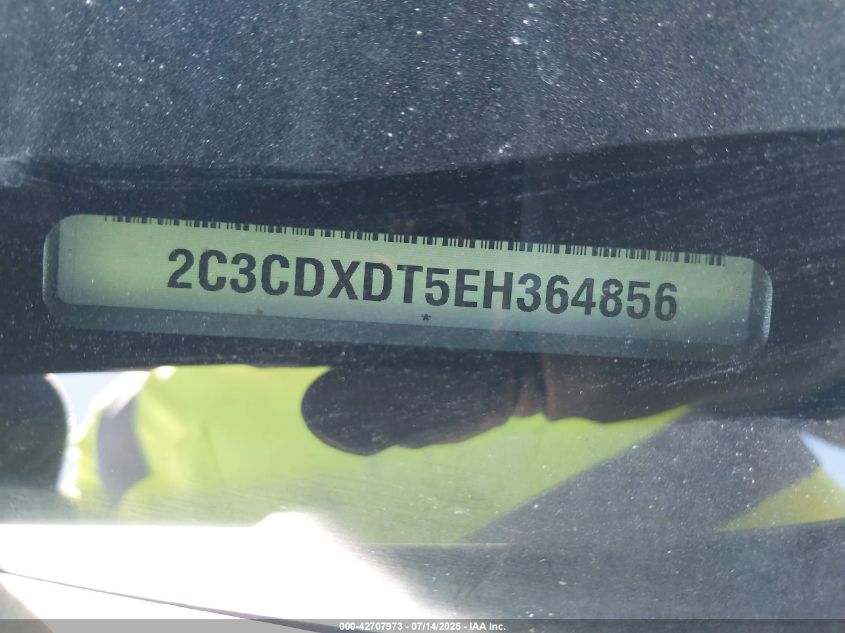 2C3CDXDT5EH364856
*
000-42707973 - 07/14/2025 - IAA Inc.